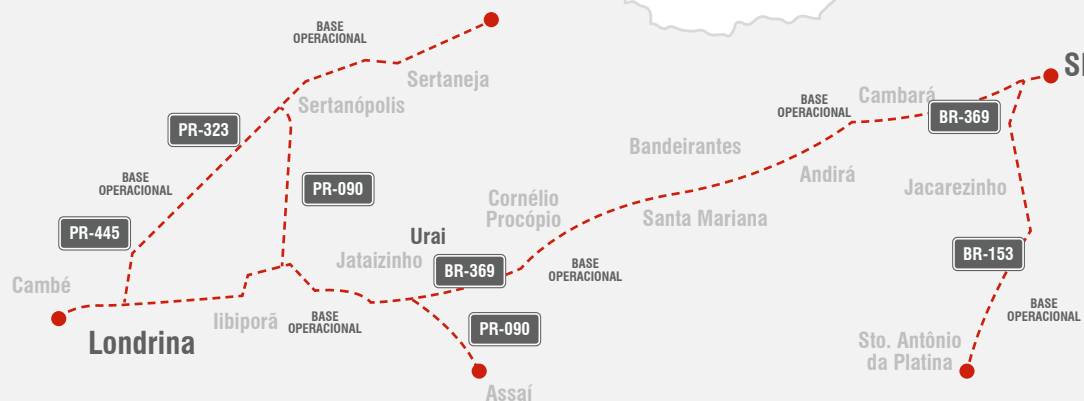 BASE
OPERACIONAL
Sertaneja
Sertanópolis
PR-323
BASE
OPERACIONAL
PR-090
PR-445
Cambé
Londrina
Iibiporã
Jataizinho
Urai
BR-369
BASE
OPERACIONAL
PR-090
Assaí
Cornélio
Procópio
BASE
OPERACIONAL
Santa Mariana
Bandeirantes
BASE
OPERACIONAL
Andirá
Cambará
BR-369
Jacarezinho
BR-153
BASE
OPERACIONAL
Sto. Antônio
da Platina